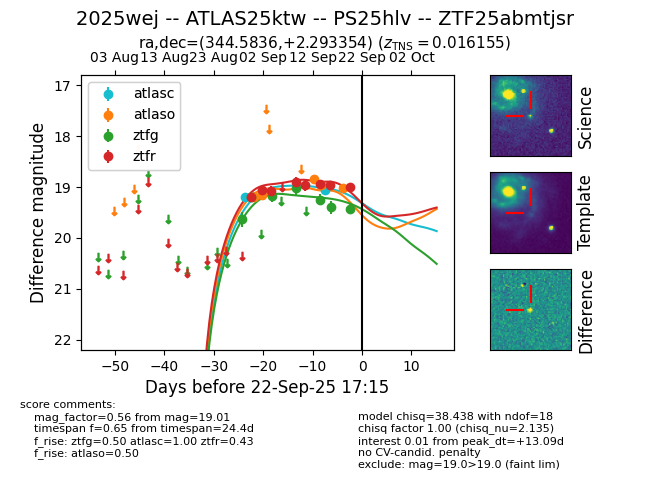 2025wej -- ATLAS25ktw -- PS25hlv -- ZTF25abmtjsr
ra,dec=(344.5836,+2.293354) (z_TNS = 0.016155)
03 Aug 13 Aug 23 Aug 02 Sep 12 Sep 22 Sep 02 Oct
17
18
19
20
21
22
Difference magnitude
atlasc
atlaso
ztfg
ztfr
−50 −40 −30 −20 −10 0 10
Days before 22-Sep-25 17:15
Science
Template
Difference
score comments:
mag_factor=0.56 from mag=19.01
timespan f=0.65 from timespan=24.4d
f_rise: ztfg=0.50 atlasc=1.00 ztfr=0.43
f_rise: atlaso=0.50
model chisq=38.438 with ndof=18
chisq factor 1.00 (chisq_nu=2.135)
interest 0.01 from peak_dt=+13.09d
no CV-candid. penalty
exclude: mag=19.0>19.0 (faint lim)